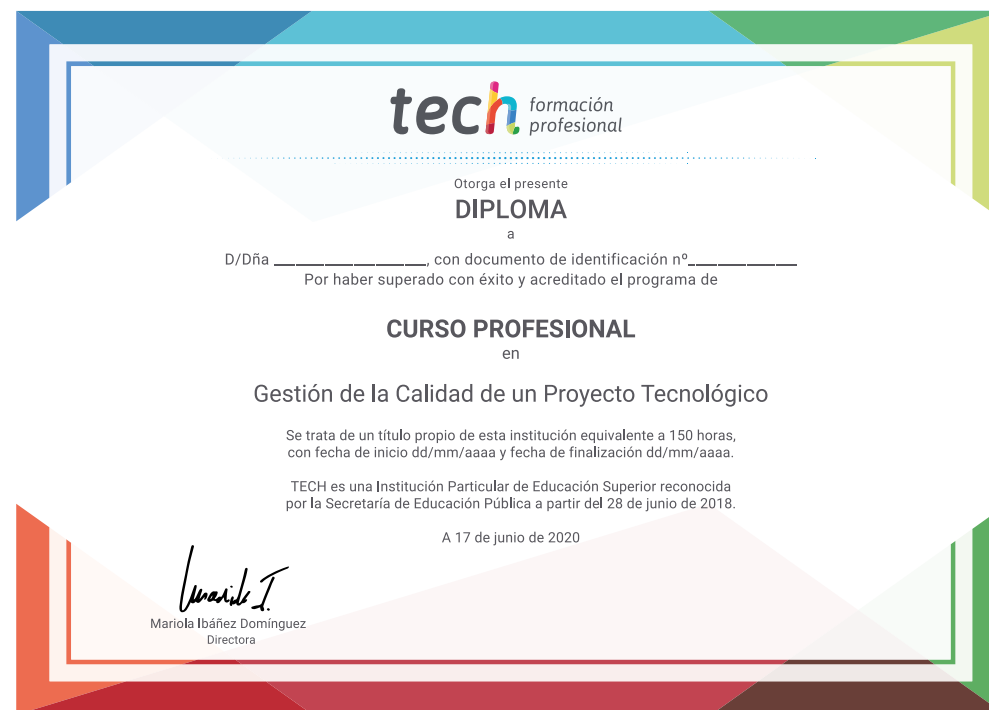 tech formación
profesional
Otorga el presente
DIPLOMA
a
D/Dña ______________, con documento de identificación nº__________
Por haber superado con éxito y acreditado el programa de
CURSO PROFESIONAL
en
Gestión de la Calidad de un Proyecto Tecnológico
Se trata de un título propio de esta institución equivalente a 150 horas,
con fecha de inicio dd/mm/aaaa y fecha de finalización dd/mm/aaaa.
TECH es una Institución Particular de Educación Superior reconocida
por la Secretaría de Educación Pública a partir del 28 de junio de 2018.
A 17 de junio de 2020
Mariola Ibáñez Domínguez
Directora